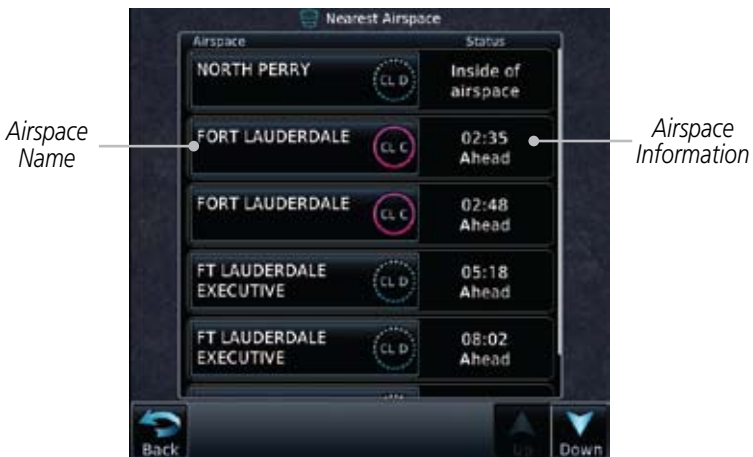 Nearest Airspace
Airspace Status
NORTH PERRY
CL D
Inside of
airspace
Airspace
Name
FORT LAUDERDALE
CL C
02:35
Ahead
Airspace
Information
FORT LAUDERDALE
CL C
02:48
Ahead
FT LAUDERDALE
EXECUTIVE
CL D
05:18
Ahead
FT LAUDERDALE
EXECUTIVE
CL D
08:02
Ahead
Back
Up
Down